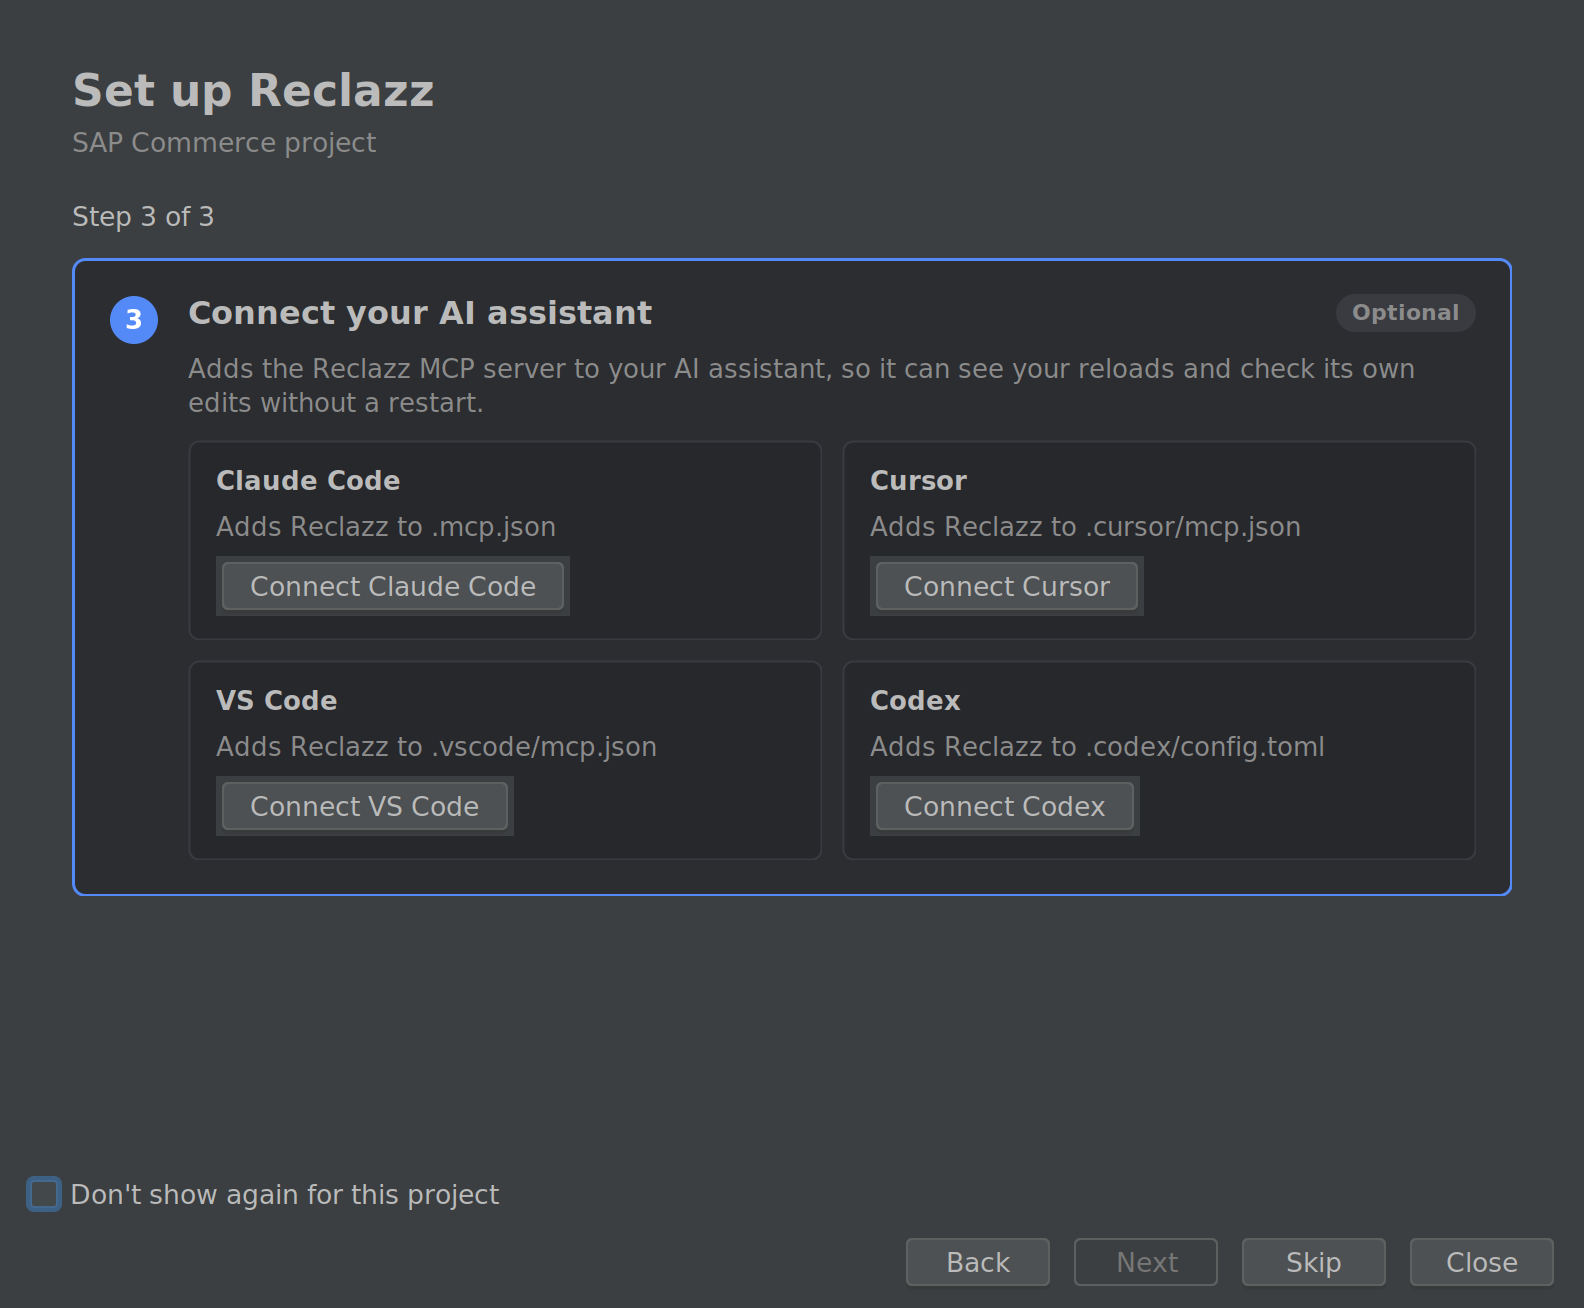 Set up Reclazz
SAP Commerce project
Step 3 of 3
3
Connect your AI assistant
Optional
Adds the Reclazz MCP server to your AI assistant, so it can see your reloads and check its own
edits without a restart.
Claude Code
Adds Reclazz to .mcp.json
Connect Claude Code
Cursor
Adds Reclazz to .cursor/mcp.json
Connect Cursor
VS Code
Adds Reclazz to .vscode/mcp.json
Connect VS Code
Codex
Adds Reclazz to .codex/config.toml
Connect Codex
Don't show again for this project
Back
Next
Skip
Close